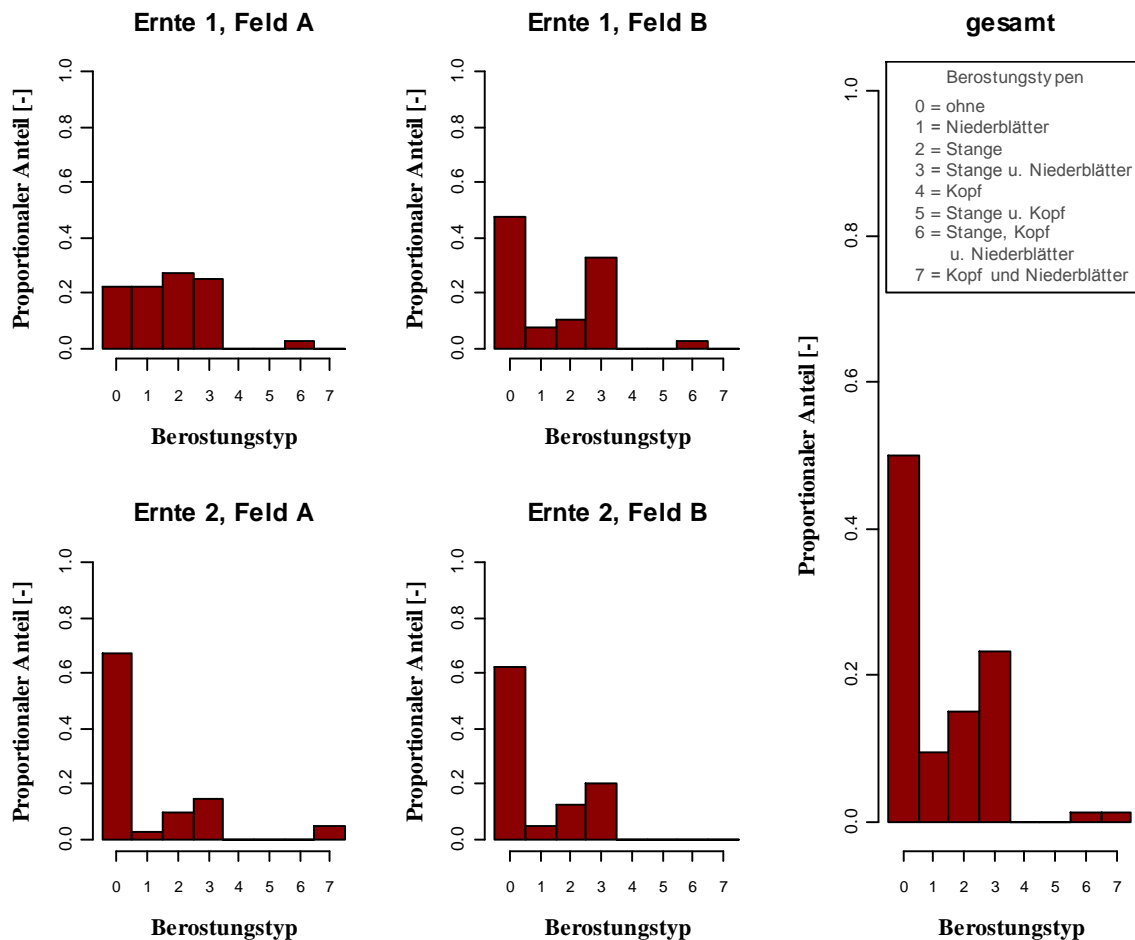 Ernte 1, Feld A
Proportionaler Anteil [-]
1.0
0.8
0.6
0.4
0.2
0.0
0 1 2 3 4 5 6 7
Berostungstyp
Ernte 1, Feld B
Proportionaler Anteil [-]
1.0
0.8
0.6
0.4
0.2
0.0
0 1 2 3 4 5 6 7
Berostungstyp
Ernte 2, Feld A
Proportionaler Anteil [-]
1.0
0.8
0.6
0.4
0.2
0.0
0 1 2 3 4 5 6 7
Berostungstyp
Ernte 2, Feld B
Proportionaler Anteil [-]
1.0
0.8
0.6
0.4
0.2
0.0
0 1 2 3 4 5 6 7
Berostungstyp
gesamt
Berostungstypen
0 = ohne
1 = Niederblätter
2 = Stange
3 = Stange u. Niederblätter
4 = Kopf
5 = Stange u. Kopf
6 = Stange, Kopf
u. Niederblätter
7 = Kopf und Niederblätter
Proportionaler Anteil [-]
1.0
0.8
0.6
0.4
0.2
0.0
0 1 2 3 4 5 6 7
Berostungstyp